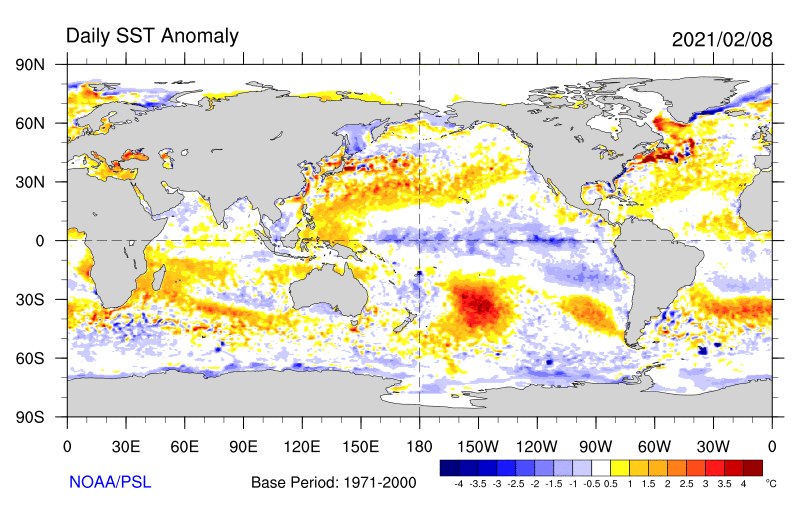 Daily SST Anomaly
2021/02/08
90N
60N
30N
0
30S
60S
90S
0 30E 60E 90E 120E 150E 180 150W 120W 90W 60W 30W 0
NOAA/PSL
Base Period: 1971-2000
-4 -3.5 -3 -2.5 -2 -1.5 -1 -0.5 0.5 1 1.5 2 2.5 3 3.5 4 °C